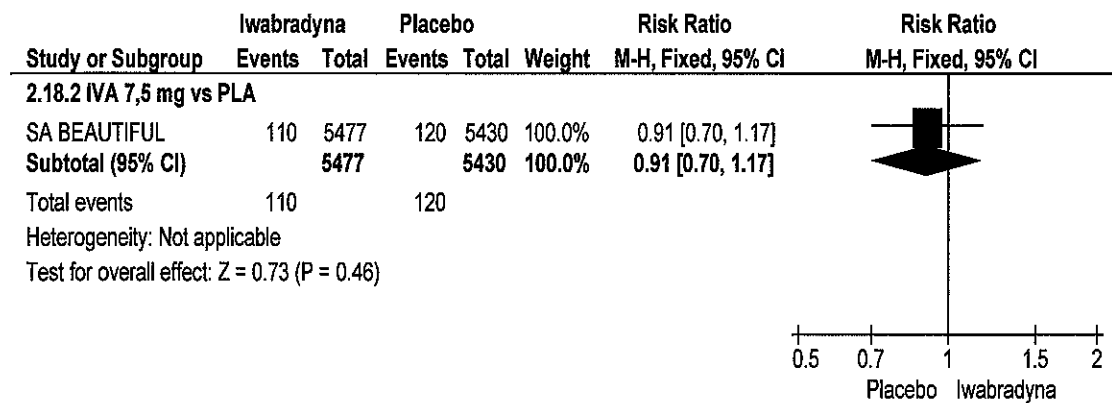 Iwabradyna Placebo Risk Ratio Risk Ratio
Study or Subgroup Events Total Events Total Weight M-H, Fixed, 95% CI M-H, Fixed, 95% CI
2.18.2 IVA 7,5 mg vs PLA
SA BEAUTIFUL 110 5477 120 5430 100.0% 0.91 [0.70, 1.17]
Subtotal (95% CI) 5477 5430 100.0% 0.91 [0.70, 1.17]
Total events 110 120
Heterogeneity: Not applicable
Test for overall effect: Z = 0.73 (P = 0.46)
0.5 0.7 1 1.5 2
Placebo Iwabradyna